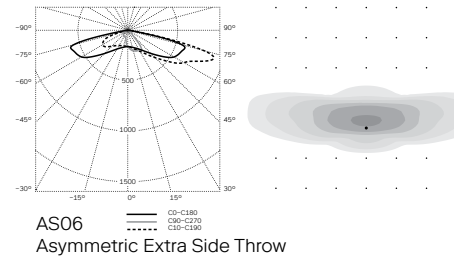 -90° 90°
-75° 75°
-60° 500 60°
-45° 1000 45°
-30° 1500 30°
-15° 0° 15°
AS06
C0-C180
C90-C270
C10-C190
Asymmetric Extra Side Throw